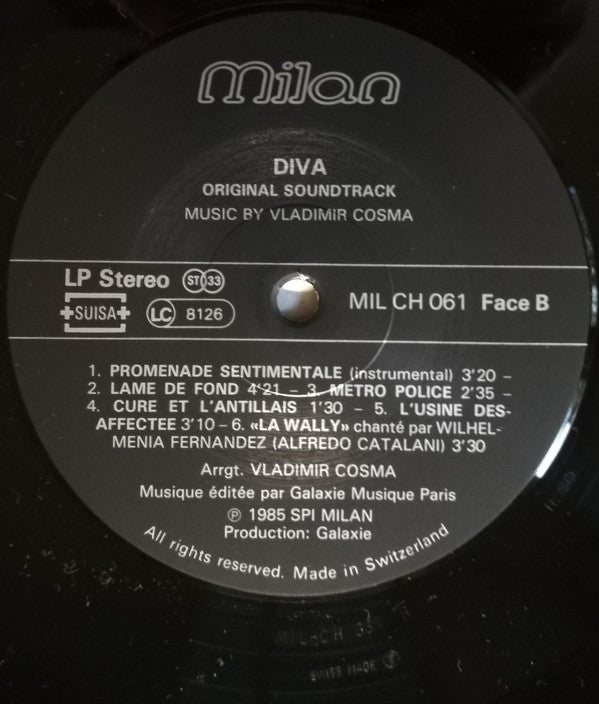 Milan
DIVA
ORIGINAL SOUNDTRACK
MUSIC BY VLADIMIR COSMA
LP Stereo ST 33
MIL CH 061 Face B
SUISA
LC 8126
1. PROMENADE SENTIMENTALE (instrumental) 3'20 –
2. LAME DE FOND 4'21 – 3. METRO POLICE 2'35 –
4. CURE ET L'ANTILLAIS 1'30 – 5. L'USINE DES-
AFFECTEE 3'10 – 6. «LA WALLY» chanté par WILHEL-
MENIA FERNANDEZ (ALFREDO CATALANI) 3'30
Arrgt. VLADIMIR COSMA
Musique éditée par Galaxie Musique Paris
℗ 1985 SPI MILAN
Production: Galaxie
All rights reserved. Made in Switzerland
MIL-CH